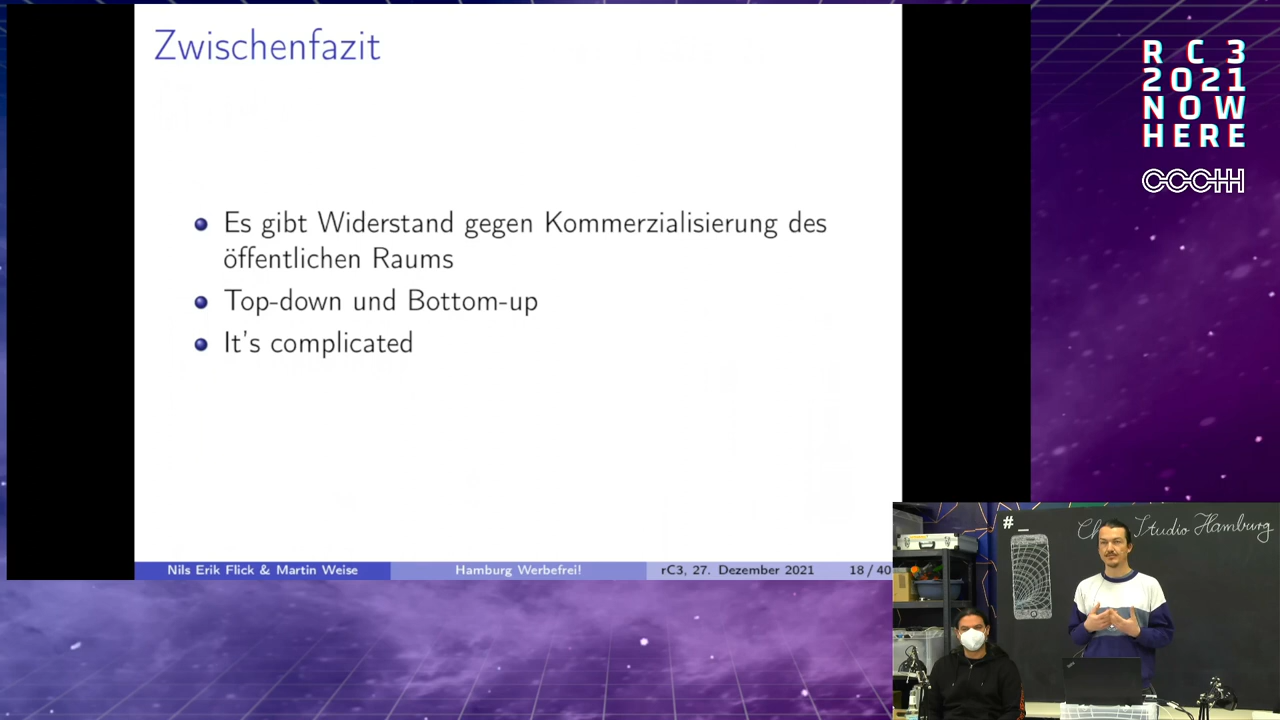 Zwischenfazit
Es gibt Widerstand gegen Kommerzialisierung des
öffentlichen Raums
Top-down und Bottom-up
It's complicated
Nils Erik Flick & Martin Weise
Hamburg Werbefrei!
rC3, 27. Dezember 2021
18 / 40
RC3
2021
NOW
HERE
CCCHH
#_
Studio Hamburg